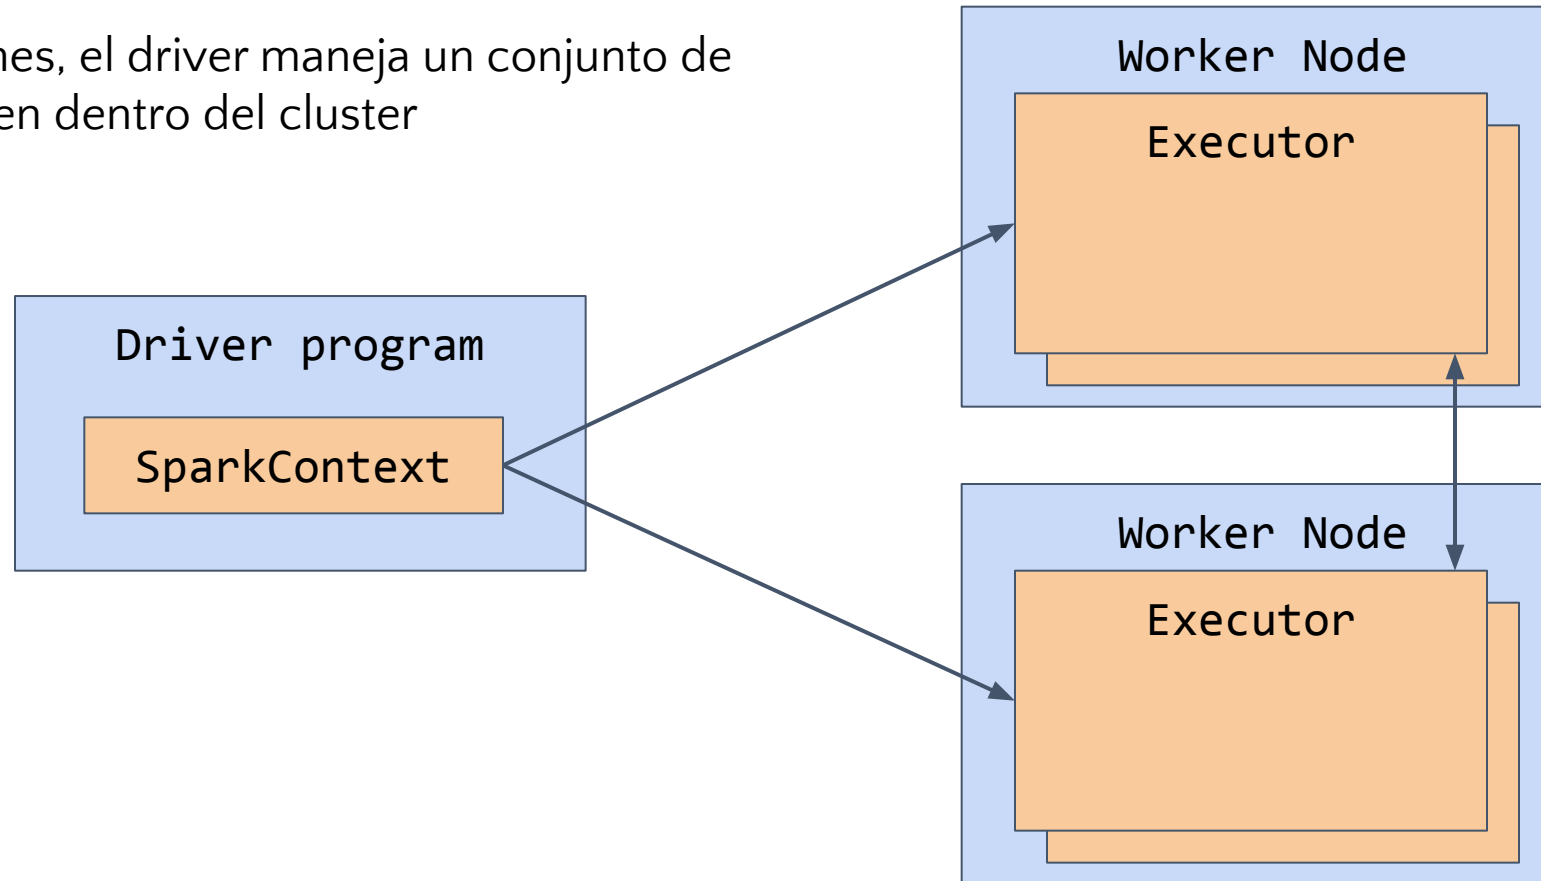 nes, el driver maneja un conjunto de
en dentro del cluster
Worker Node
Executor
Driver program
SparkContext
Worker Node
Executor